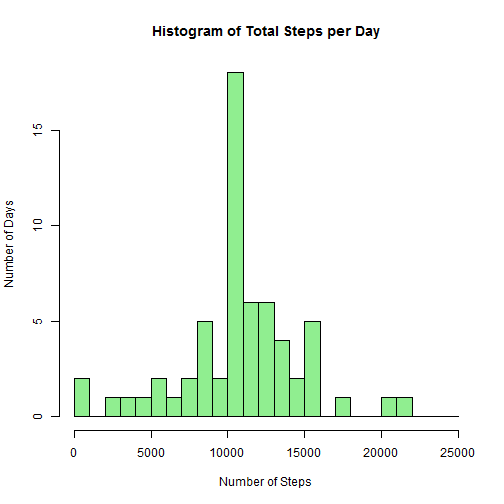 Histogram of Total Steps per Day
Number of Days
15
10
5
0
0 5000 10000 15000 20000 25000
Number of Steps